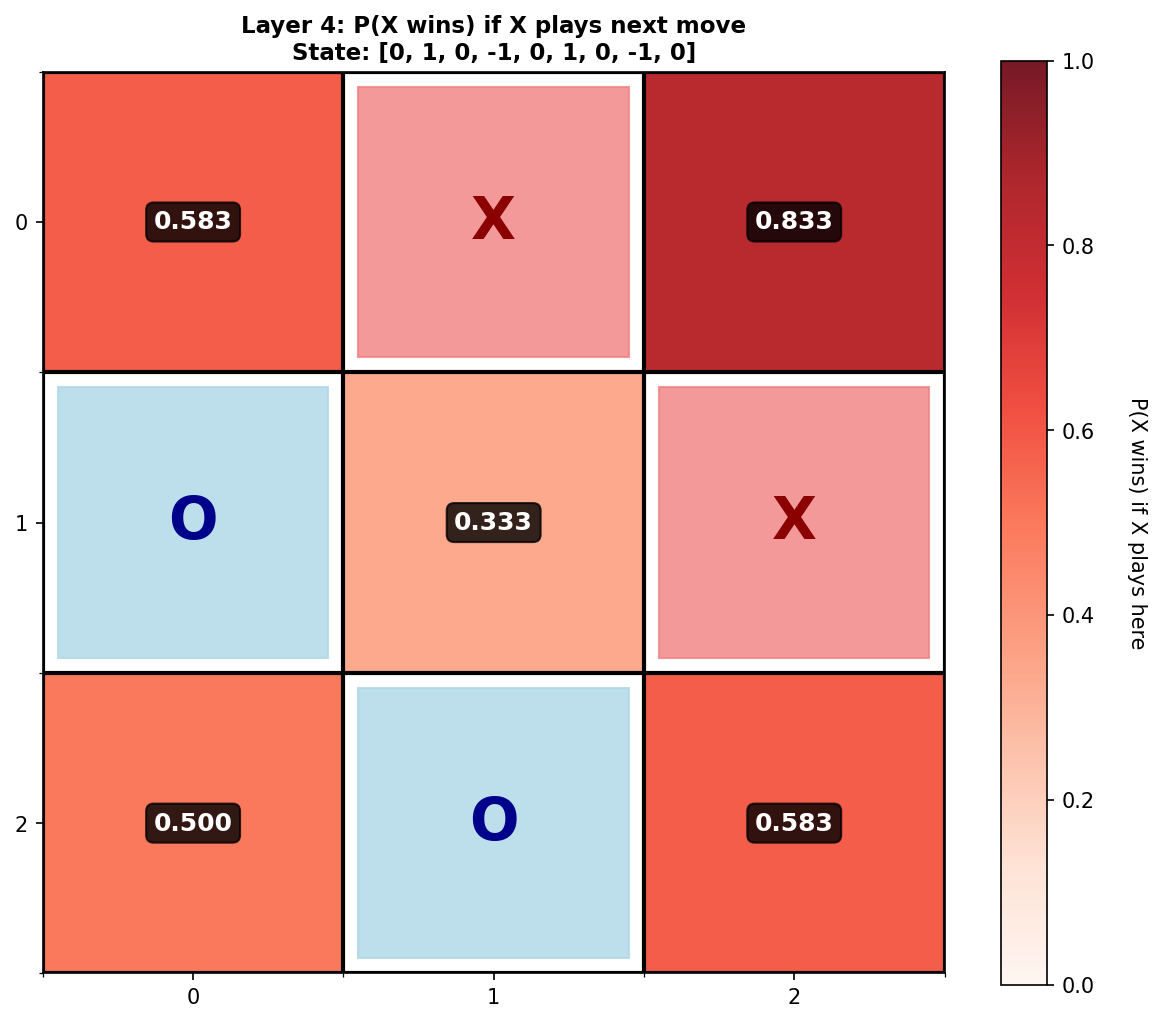 Layer 4: P(X wins) if X plays next move
State: [0, 1, 0, -1, 0, 1, 0, -1, 0]
0
0.583
X
0.833
1
O
0.333
X
2
0.500
O
0.583
0
1
2
1.0
0.8
0.6
0.4
0.2
0.0
P(X wins) if X plays here